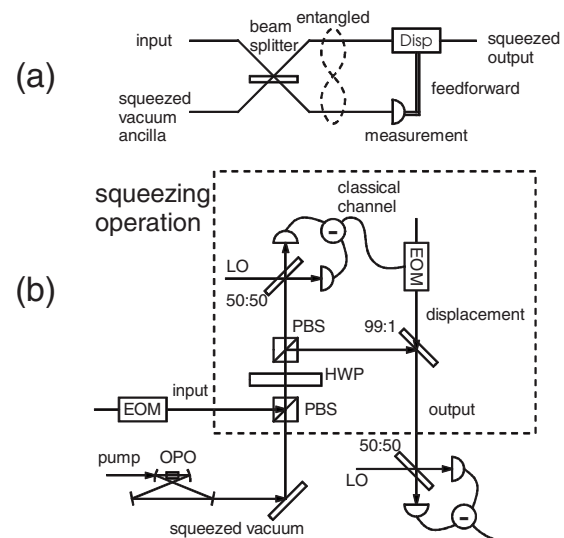 (a)
input
beam
splitter
entangled
Disp
squeezed
output
feedforward
squeezed
vacuum
ancilla
measurement
(b)
squeezing
operation
classical
channel
-
LO
50:50
EOM
PBS
99:1
displacement
HWP
input
EOM
PBS
output
pump
OPO
50:50
LO
squeezed vacuum
-